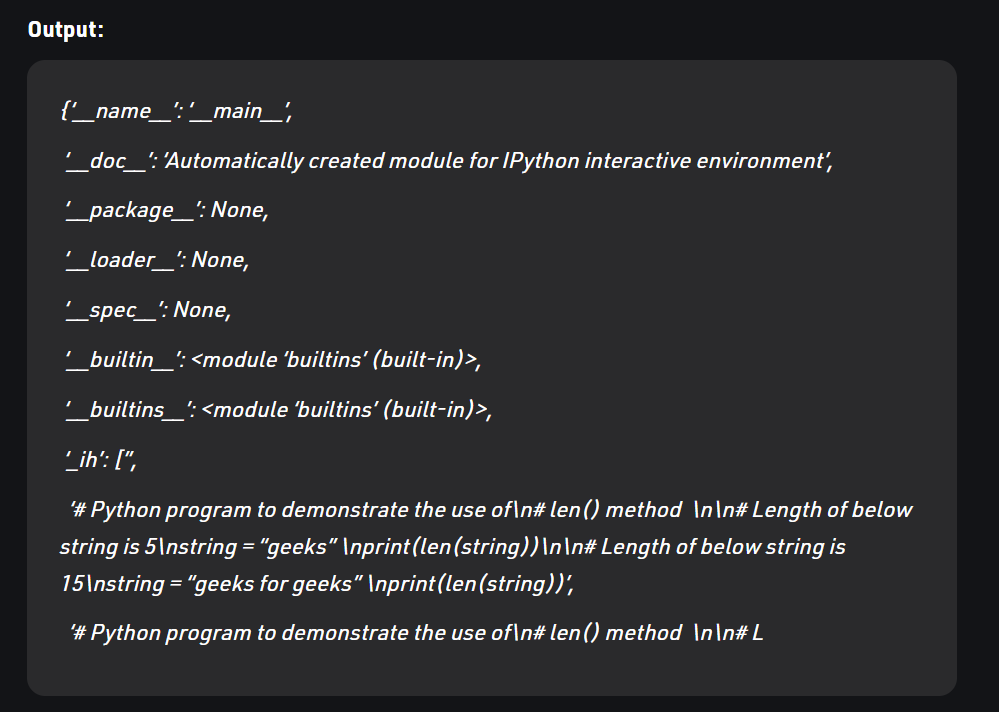 Output:
{‘__name__’: ‘__main__’,
‘__doc__’: ‘Automatically created module for IPython interactive environment’,
‘__package__’: None,
‘__loader__’: None,
‘__spec__’: None,
‘__builtin__’: <module ‘builtins’ (built-in)>,
‘__builtins__’: <module ‘builtins’ (built-in)>,
‘_ih’: [”,
‘# Python program to demonstrate the use of\n# len() method  \n\n# Length of below
string is 5\nstring = “geeks” \nprint(len(string))\n\n# Length of below string is
15\nstring = “geeks for geeks” \nprint(len(string))’,
‘# Python program to demonstrate the use of\n# len() method  \n\n# L